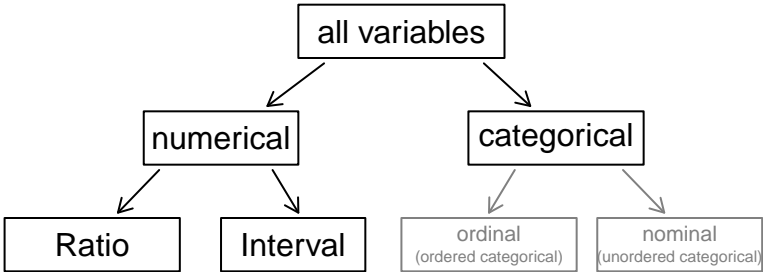 all variables
numerical
categorical
Ratio
Interval
ordinal
(ordered categorical)
nominal
(unordered categorical)